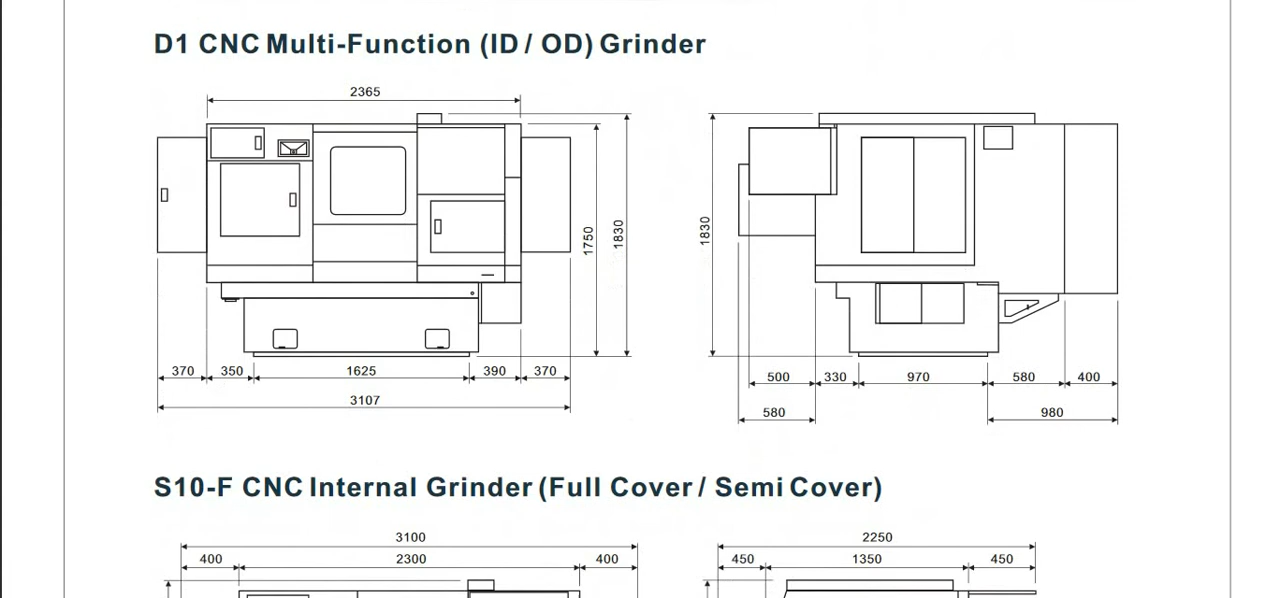 D1 CNC Multi-Function (ID / OD) Grinder
2365
1750
1830
1830
370 350 1625 390 370
3107
500 330 970 580 400
580 980
S10-F CNC Internal Grinder (Full Cover / Semi Cover)
3100 2250
400 2300 400 450 1350 450